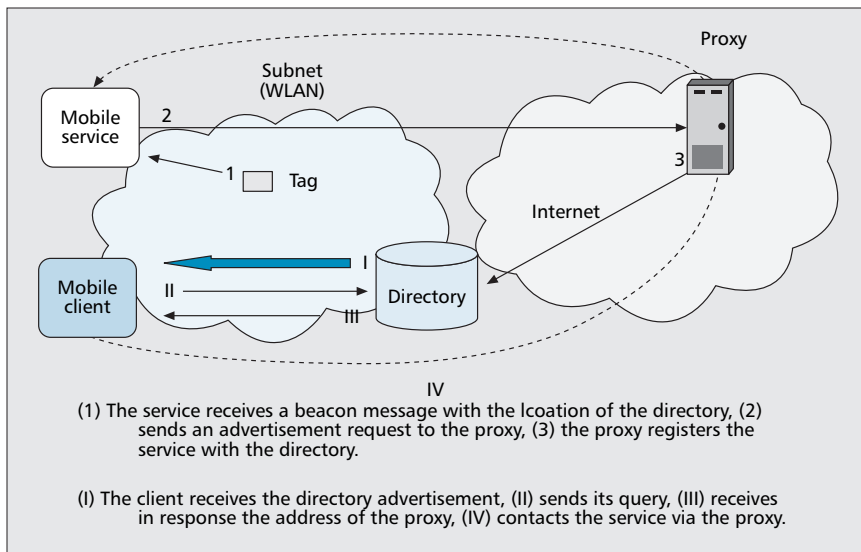 Proxy
Subnet
(WLAN)
Mobile
service
2
3
1
Tag
Internet
I
Mobile
client
II
Directory
III
IV
(1) The service receives a beacon message with the lcoation of the directory, (2)
sends an advertisement request to the proxy, (3) the proxy registers the
service with the directory.
(I) The client receives the directory advertisement, (II) sends its query, (III) receives
in response the address of the proxy, (IV) contacts the service via the proxy.